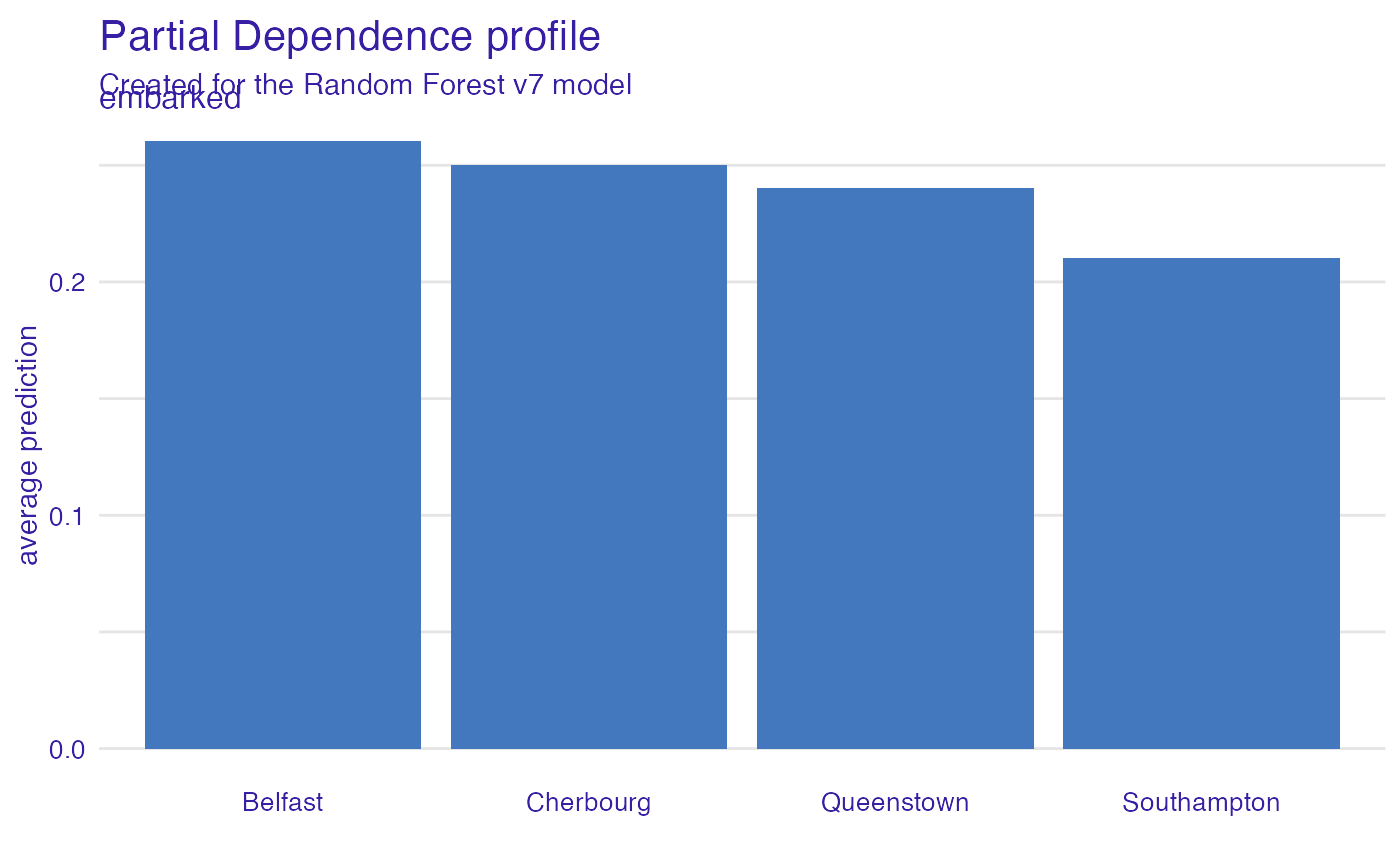 Partial Dependence profile
Created for the Random Forest v7 model
embarked
average prediction
0.2
0.1
0.0
Belfast
Cherbourg
Queenstown
Southampton